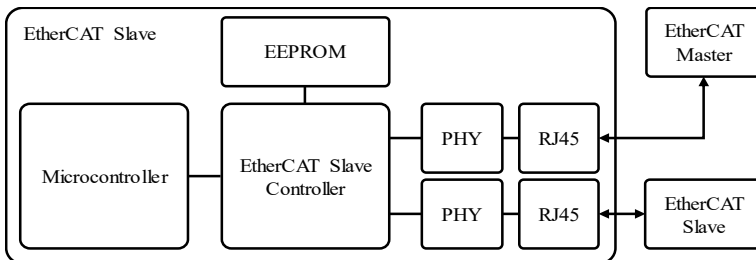 EtherCAT Slave
EEPROM
EtherCAT
Master
Microcontroller
EtherCAT Slave
Controller
PHY
RJ45
PHY
RJ45
EtherCAT
Slave